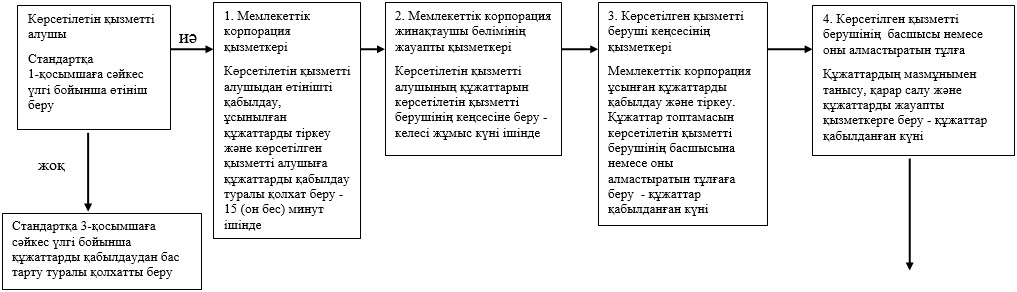 Көрсетілетін қызметті
алушы
Стандартқа
1-қосымшаға сәйкес
үлгі бойынша өтініш
беру
иә
жоқ
Стандартқа 3-қосымшаға
сәйкес үлгі бойынша
құжаттарды қабылдаудан бас
тарту туралы қолхатты беру
1. Мемлекеттік
корпорация
қызметкері
Көрсетілетін қызметті
алушыдан өтінішті
қабылдау,
ұсынылған
құжаттарды тіркеу
және көрсетілген
қызметті алушыға
құжаттарды қабылдау
туралы қолхат беру -
15 (он бес) минут
ішінде
2. Мемлекеттік корпорация
жинақтаушы бөлімінің
жауапты қызметкері
Көрсетілетін қызметті
алушының құжаттарын
көрсетілетін қызметті
берушінің кеңсесіне беру -
келесі жұмыс күні ішінде
3. Көрсетілген қызметті
беруші кеңсесінің
қызметкері
Мемлекеттік корпорация
ұсынған құжаттарды
қабылдау және тіркеу.
Құжаттар топтамасын
көрсетілетін қызметті
берушінің басшысына
немесе оны
алмастыратын тұлғаға
беру - құжаттар
қабылданған күні
4. Көрсетілген қызметті
берушінің басшысы немесе
оны алмастыратын тұлға
Құжаттардың мазмұнымен
танысу, қарар салу және
құжаттарды жауапты
қызметкерге беру - құжаттар
қабылданған күні